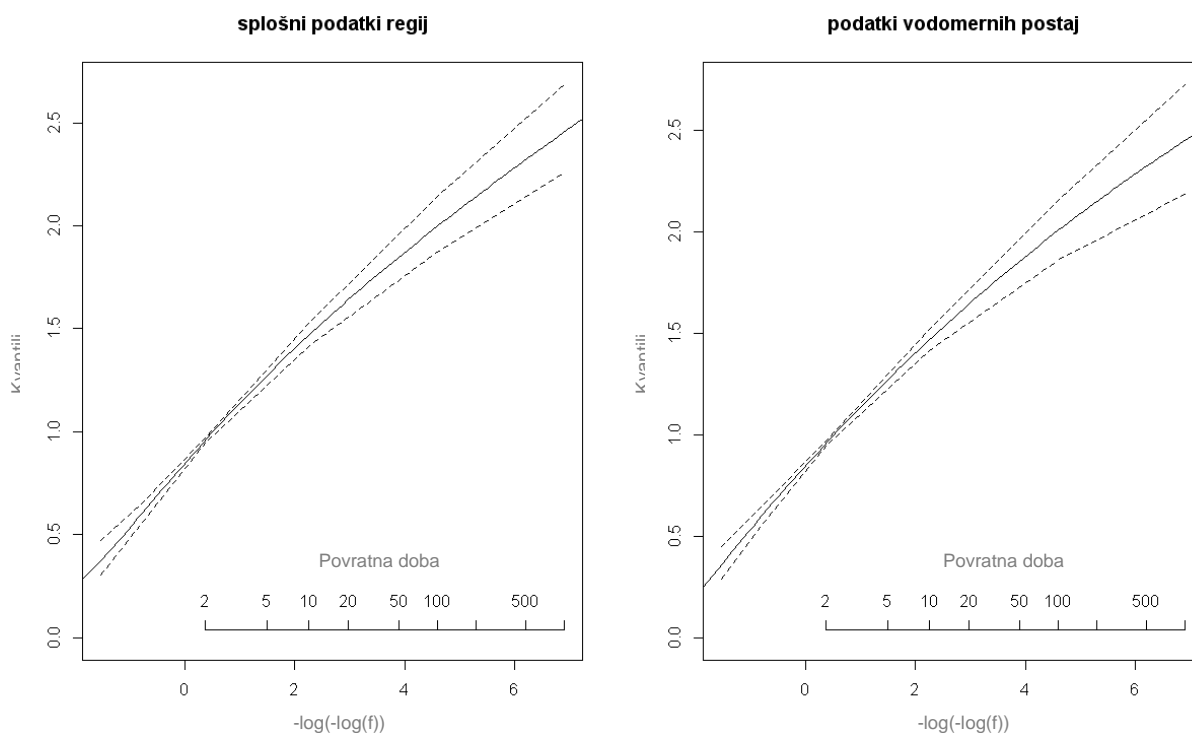 splošni podatki regij
podatki vodomernih postaj
Kvantili
2.5
2.0
1.5
1.0
0.5
0.0
Povratna doba
2 5 10 20 50 100 500
0 2 4 6
-log(-log(f))
Kvantili
2.5
2.0
1.5
1.0
0.5
0.0
Povratna doba
2 5 10 20 50 100 500
0 2 4 6
-log(-log(f))